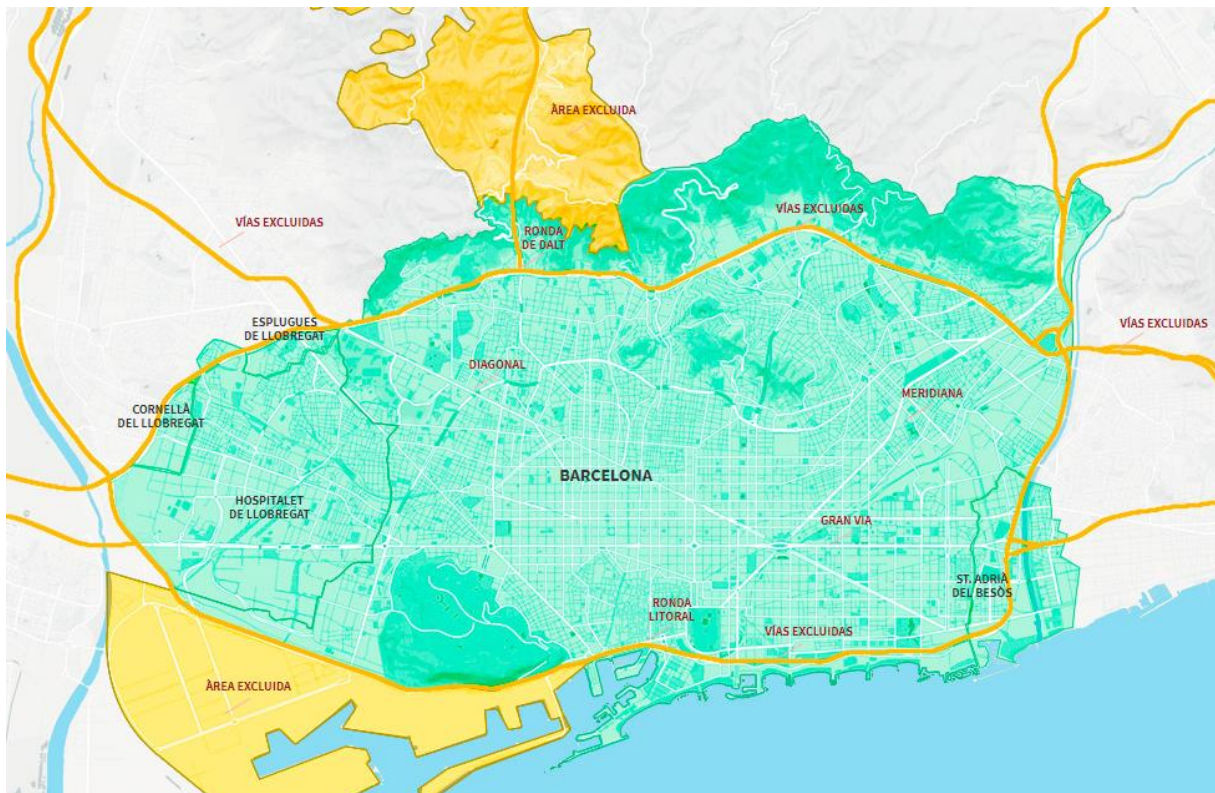 ÀREA EXCLUIDA
VÍAS EXCLUIDAS
VÍAS EXCLUIDAS
RONDA
DE DALT
ESPLUGUES
DE LLOBREGAT
VÍAS EXCLUIDAS
DIAGONAL
MERIDIANA
CORNELLÀ
DEL LLOBREGAT
BARCELONA
HOSPITALET
DE LLOBREGAT
GRAN VIA
ST. ADRIÀ
DEL BESÒS
RONDA
LITORAL
VÍAS EXCLUIDAS
ÀREA EXCLUIDA